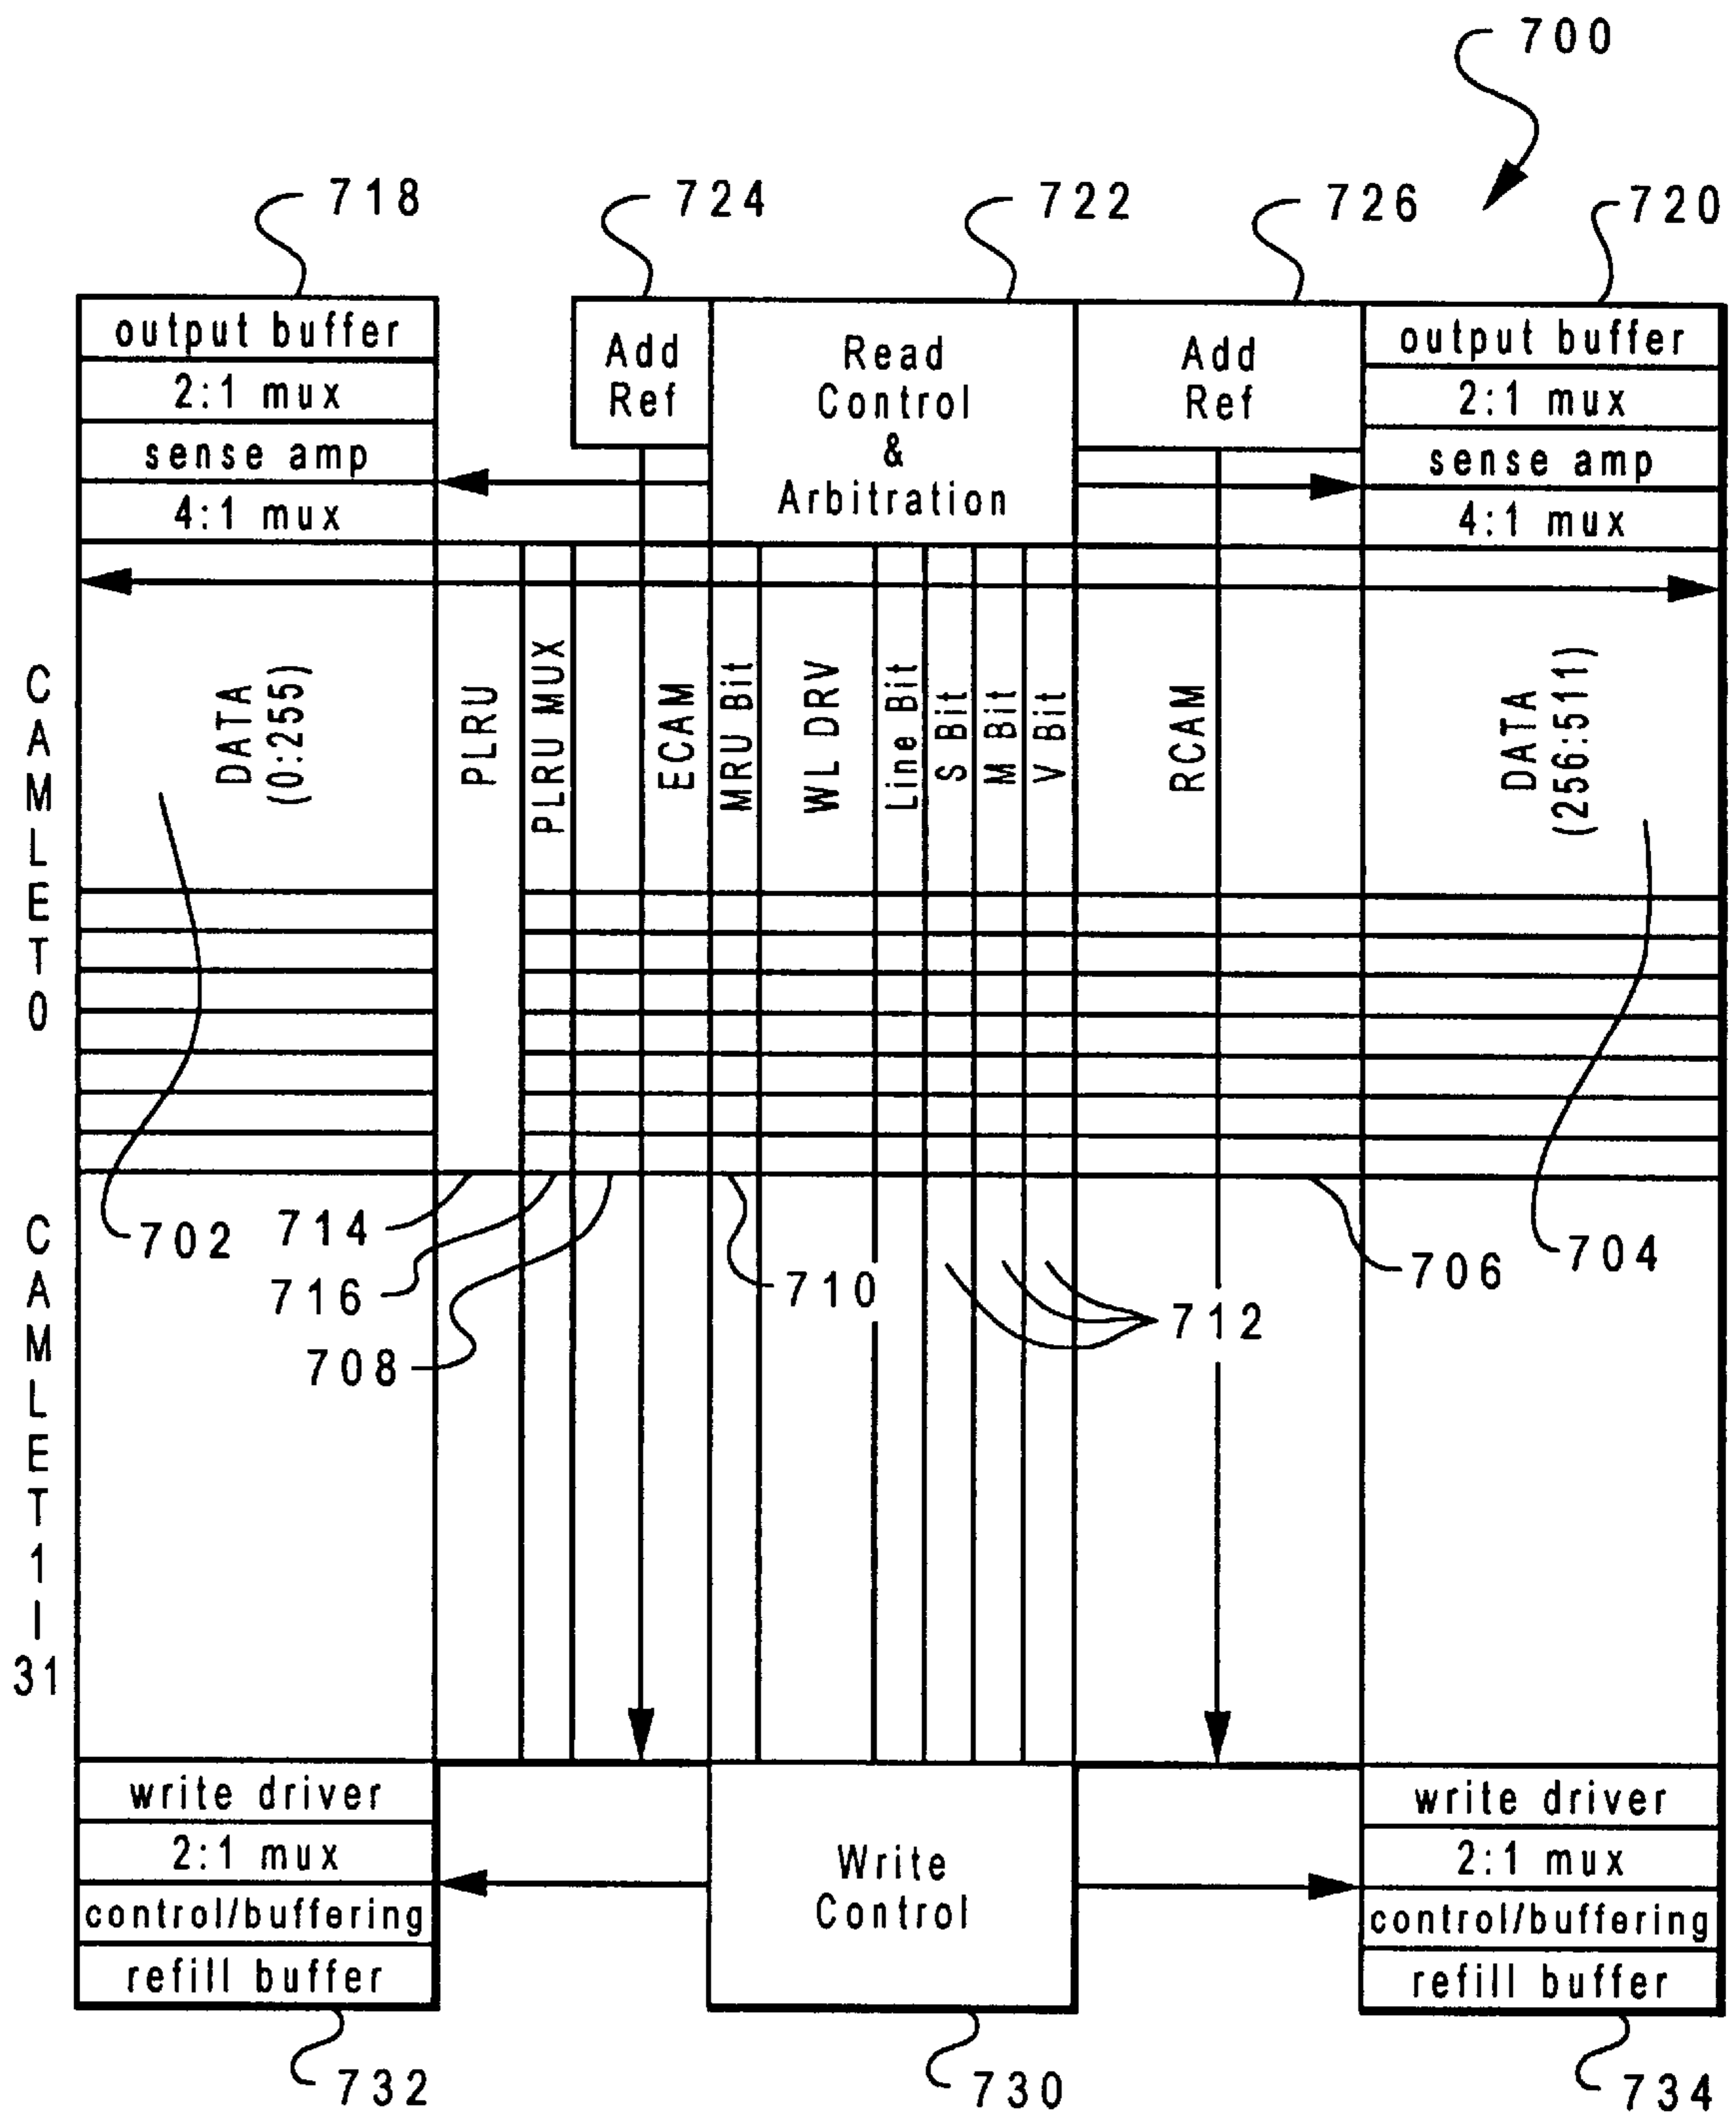 700
718
724
722
726
720
output buffer
2:1 mux
sense amp
4:1 mux
Add
Ref
Read
Control
&
Arbitration
Add
Ref
output buffer
2:1 mux
sense amp
4:1 mux
CAMLET0
DATA
(0:255)
PLRU
PLRU MUX
ECAM
MRU Bit
WL DRV
Line Bit
S Bit
M Bit
V Bit
RCAM
DATA
(256:511)
702
714
716
708
710
712
706
704
CAMLET1
|
31
write driver
2:1 mux
control/buffering
refill buffer
Write
Control
write driver
2:1 mux
control/buffering
refill buffer
732
730
734